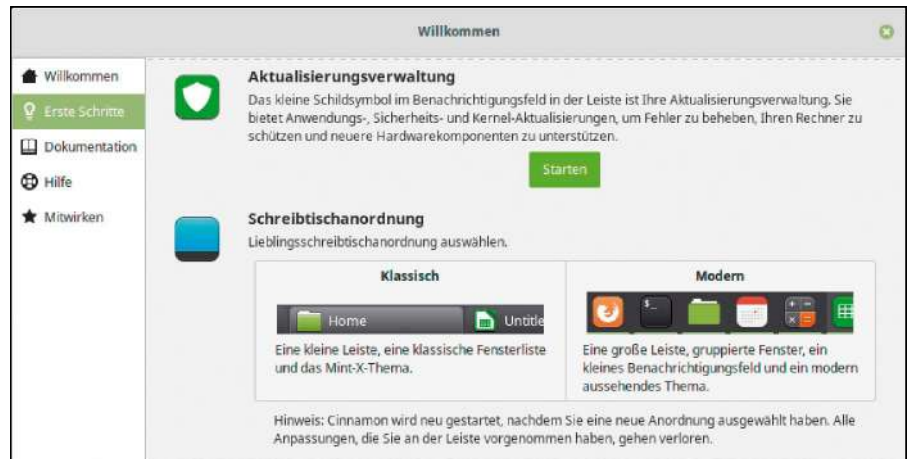 Willkommen
Willkommen
Erste Schritte
Dokumentation
Hilfe
Mitwirken
Aktualisierungsverwaltung
Das kleine Schildsymbol im Benachrichtigungsfeld in der Leiste ist Ihre Aktualisierungsverwaltung. Sie
bietet Anwendungs-, Sicherheits- und Kernel-Aktualisierungen, um Fehler zu beheben, Ihren Rechner zu
schützen und neuere Hardwarekomponenten zu unterstützen.
Starten
Schreibtischanordnung
Lieblingsschreibtischanordnung auswählen.
Klassisch
Home
Untitle
Eine kleine Leiste, eine klassische Fensterliste
und das Mint-X-Thema.
Modern
Eine große Leiste, gruppierte Fenster, ein
kleines Benachrichtigungsfeld und ein modern
aussehendes Thema.
Hinweis: Cinnamon wird neu gestartet, nachdem Sie eine neue Anordnung ausgewählt haben. Alle
Anpassungen, die Sie an der Leiste vorgenommen haben, gehen verloren.